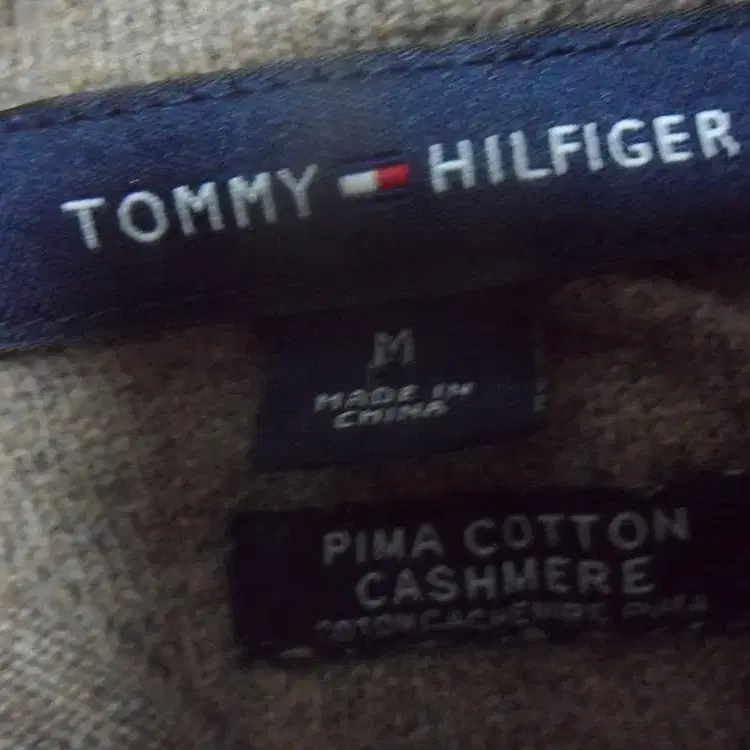 TOMMY HILFIGER
M
MADE IN
CHINA
PIMA COTTON
CASHMERE